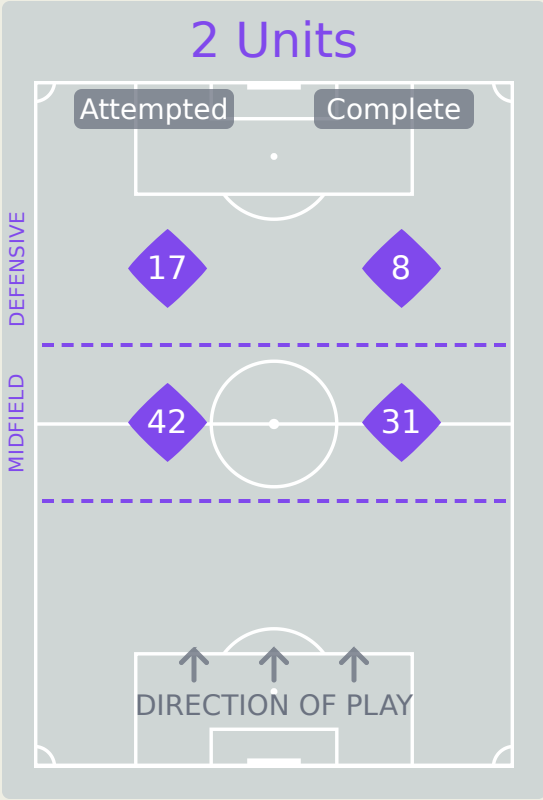 2 Units
Attempted Complete
DEFENSIVE
17 8
MIDFIELD
42 31
DIRECTION OF PLAY